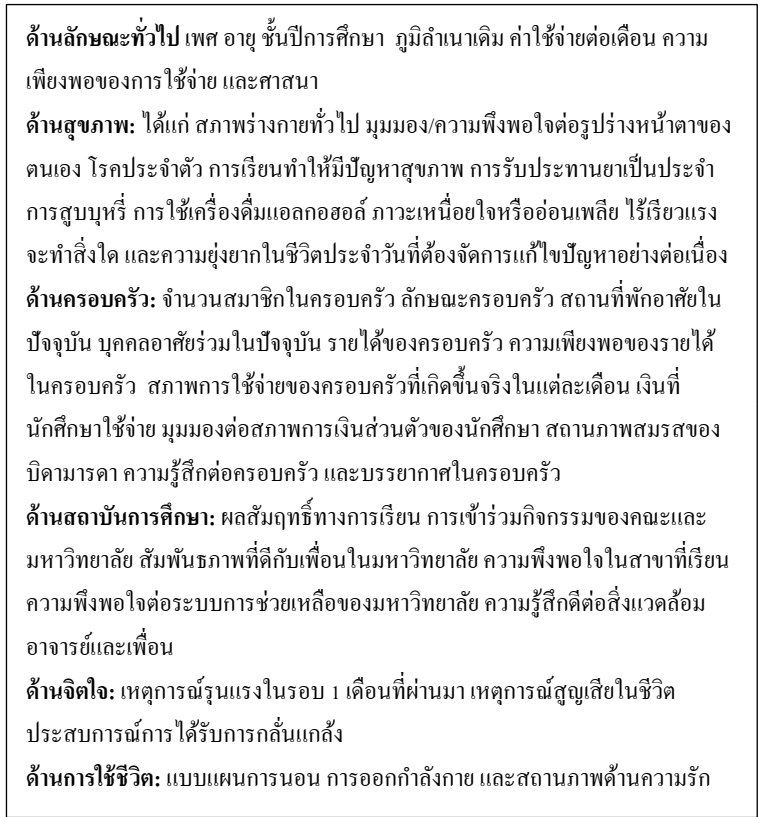 ด้านลักษณะทั่วไป เพศ อายุ ชั้นปีการศึกษา ภูมิลำเนาเดิม ค่าใช้จ่ายต่อเดือน ความ
เพียงพอของการใช้จ่าย และศาสนา
ด้านสุขภาพ: ได้แก่ สภาพร่างกายทั่วไป มุมมอง/ความพึงพอใจต่อรูปร่างหน้าตาของ
ตนเอง โรคประจำตัว การเรียนทำให้มีปัญหาสุขภาพ การรับประทานยาเป็นประจำ
การสูบบุหรี่ การใช้เครื่องดื่มแอลกอฮอล์ ภาวะเหนื่อยใจหรืออ่อนเพลีย ไร้เรี่ยวแรง
จะทำสิ่งใด และความยุ่งยากในชีวิตประจำวันที่ต้องจัดการแก้ไขปัญหาอย่างต่อเนื่อง
ด้านครอบครัว: จำนวนสมาชิกในครอบครัว ลักษณะครอบครัว สถานที่พักอาศัยใน
ปัจจุบัน บุคคลอาศัยร่วมในปัจจุบัน รายได้ของครอบครัว ความเพียงพอของรายได้
ในครอบครัว สภาพการใช้จ่ายของครอบครัวที่เกิดขึ้นจริงในแต่ละเดือน เงินที่
นักศึกษาใช้จ่าย มุมมองต่อสภาพการเงินส่วนตัวของนักศึกษา สถานภาพสมรสของ
บิดามารดา ความรู้สึกต่อครอบครัว และบรรยากาศในครอบครัว
ด้านสถาบันการศึกษา: ผลสัมฤทธิ์ทางการเรียน การเข้าร่วมกิจกรรมของคณะและ
มหาวิทยาลัย สัมพันธภาพที่ดีกับเพื่อนในมหาวิทยาลัย ความพึงพอใจในสาขาที่เรียน
ความพึงพอใจต่อระบบการช่วยเหลือของมหาวิทยาลัย ความรู้สึกดีต่อสิ่งแวดล้อม
อาจารย์และเพื่อน
ด้านจิตใจ: เหตุการณ์รุนแรงในรอบ 1 เดือนที่ผ่านมา เหตุการณ์สูญเสียในชีวิต
ประสบการณ์การได้รับการกลั่นแกล้ง
ด้านการใช้ชีวิต: แบบแผนการนอน การออกกำลังกาย และสถานภาพด้านความรัก